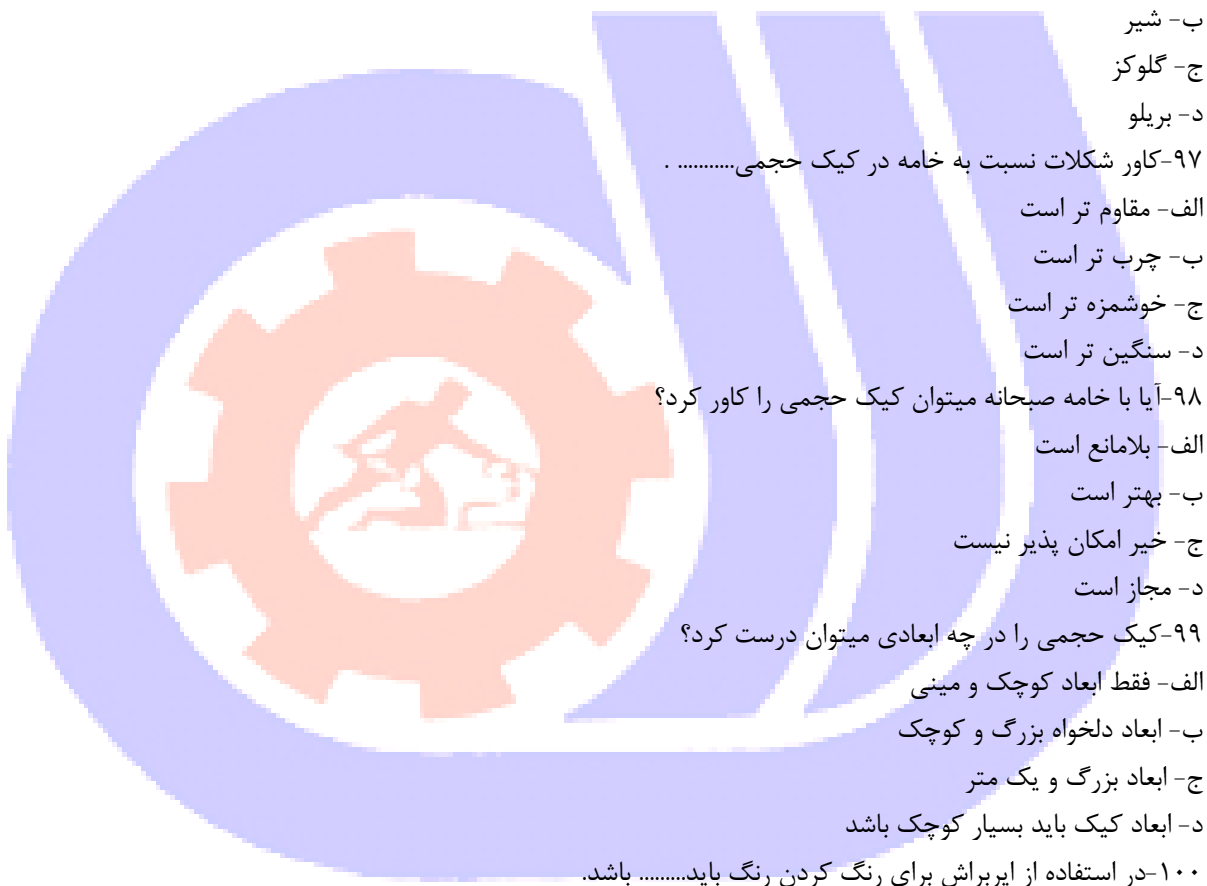 ب- شیر
ج- گلوکز
د- بریلو
۹۷-کاور شکلات نسبت به خامه در کیک حجمی........... .
الف- مقاوم تر است
ب- چرب تر است
ج- خوشمزه تر است
د- سنگین تر است
۹۸-آیا با خامه صبحانه میتوان کیک حجمی را کاور کرد؟
الف- بلامانع است
ب- بهتر است
ج- خیر امکان پذیر نیست
د- مجاز است
۹۹-کیک حجمی را در چه ابعادی میتوان درست کرد؟
الف- فقط ابعاد کوچک و مینی
ب- ابعاد دلخواه بزرگ و کوچک
ج- ابعاد بزرگ و یک متر
د- ابعاد کیک باید بسیار کوچک باشد
۱۰۰-در استفاده از ایربراش برای رنگ کردن رنگ باید......... باشد.